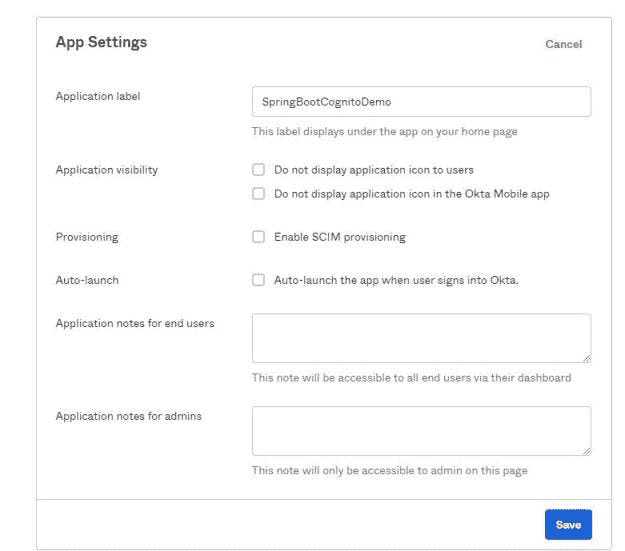 App Settings
Cancel
Application label
SpringBootCognitoDemo
This label displays under the app on your home page
Application visibility
Do not display application icon to users
Do not display application icon in the Okta Mobile app
Provisioning
Enable SCIM provisioning
Auto-launch
Auto-launch the app when user signs into Okta.
Application notes for end users
This note will be accessible to all end users via their dashboard
Application notes for admins
This note will only be accessible to admin on this page
Save